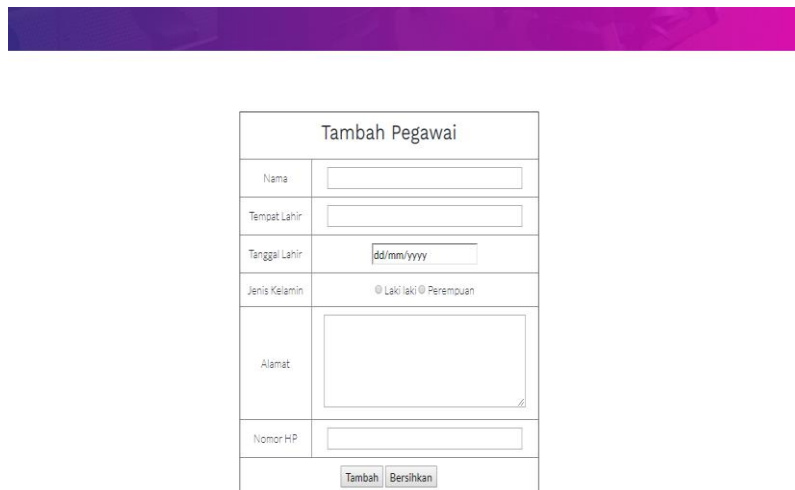 Tambah Pegawai
Nama
Tempat Lahir
Tanggal Lahir dd/mm/yyyy
Jenis Kelamin Laki laki Perempuan
Alamat
Nomor HP
Tambah Bersihkan